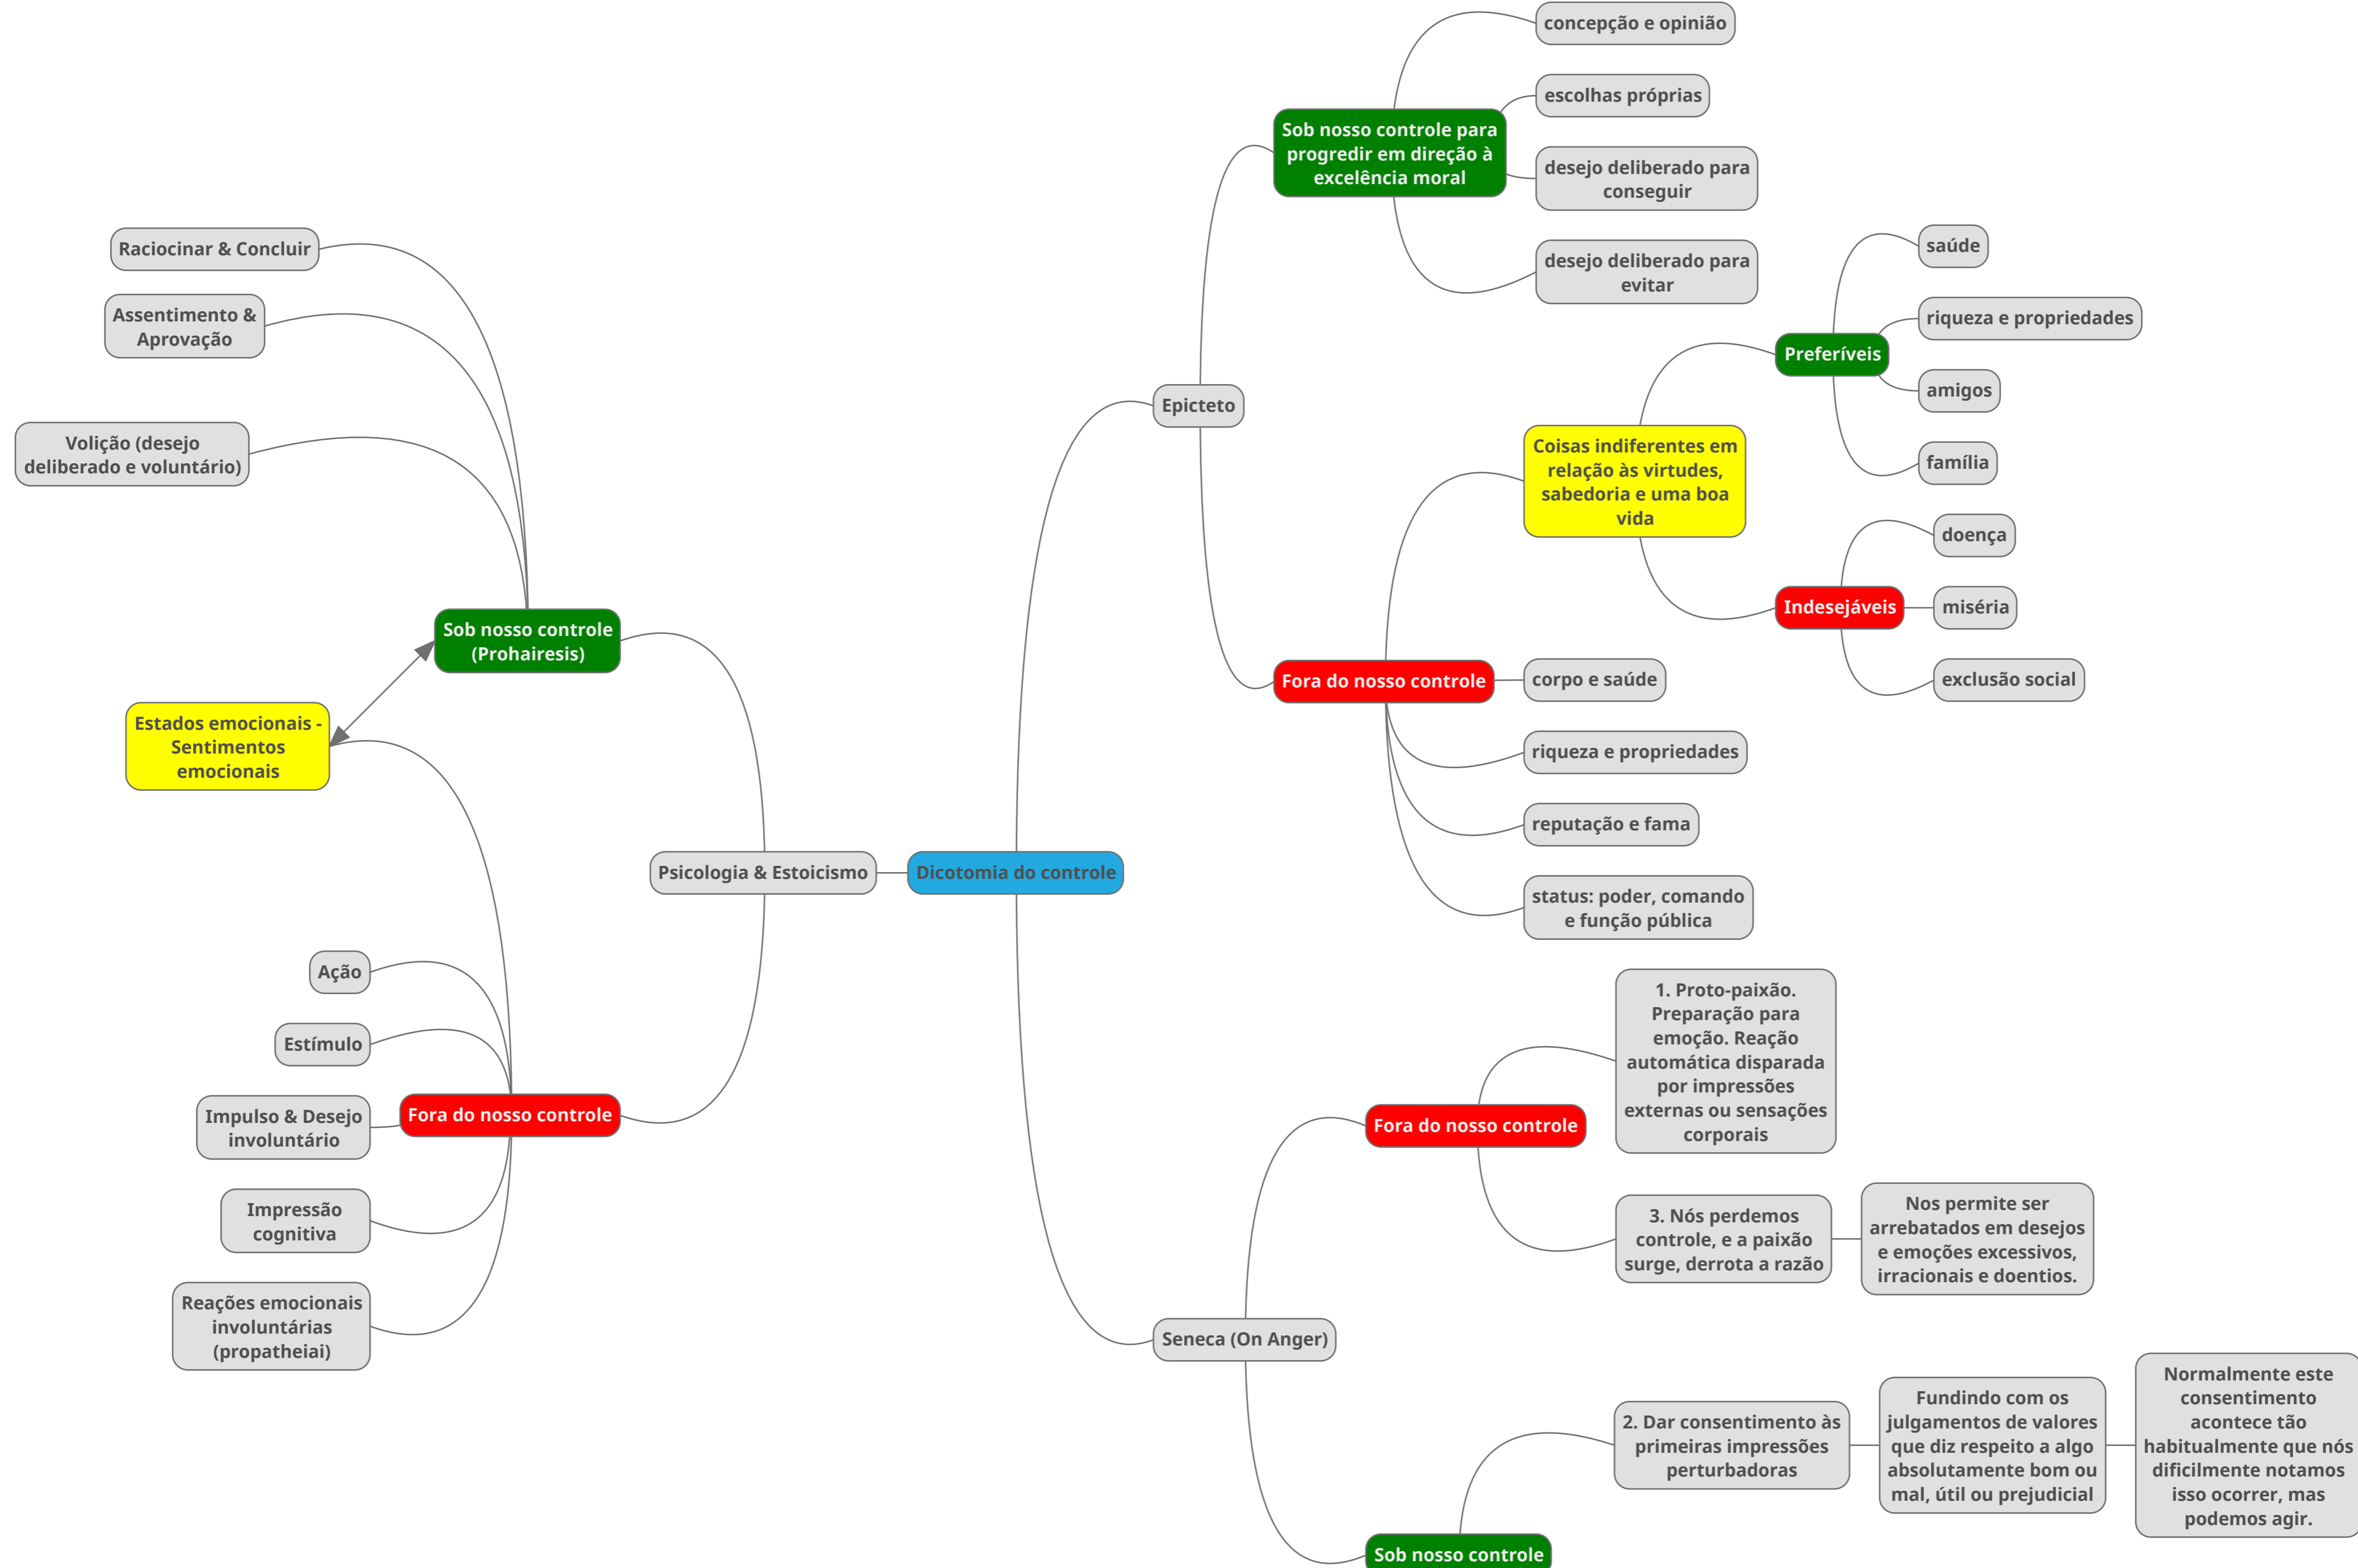 Dicotomia do controle
Epicteto
Sob nosso controle para
progredir em direção à
excelência moral
concepção e opinião
escolhas próprias
desejo deliberado para
conseguir
desejo deliberado para
evitar
Fora do nosso controle
Coisas indiferentes em
relação às virtudes,
sabedoria e uma boa
vida
Preferíveis
saúde
riqueza e propriedades
amigos
família
Indesejáveis
doença
miséria
exclusão social
corpo e saúde
riqueza e propriedades
reputação e fama
status: poder, comando
e função pública
Seneca (On Anger)
Fora do nosso controle
1. Proto-paixão.
Preparação para
emoção. Reação
automática disparada
por impressões
externas ou sensações
corporais
3. Nós perdemos
controle, e a paixão
surge, derrota a razão
Nos permite ser
arrebatados em desejos
e emoções excessivos,
irracionais e doentios.
Sob nosso controle
2. Dar consentimento às
primeiras impressões
perturbadoras
Fundindo com os
julgamentos de valores
que diz respeito a algo
absolutamente bom ou
mal, útil ou prejudicial
Normalmente este
consentimento
acontece tão
habitualmente que nós
dificilmente notamos
isso ocorrer, mas
podemos agir.
Psicologia & Estoicismo
Sob nosso controle
(Prohairesis)
Raciocinar & Concluir
Assentimento &
Aprovação
Volição (desejo
deliberado e voluntário)
Fora do nosso controle
Estados emocionais -
Sentimentos
emocionais
Ação
Estímulo
Impulso & Desejo
involuntário
Impressão
cognitiva
Reações emocionais
involuntárias
(propatheiai)